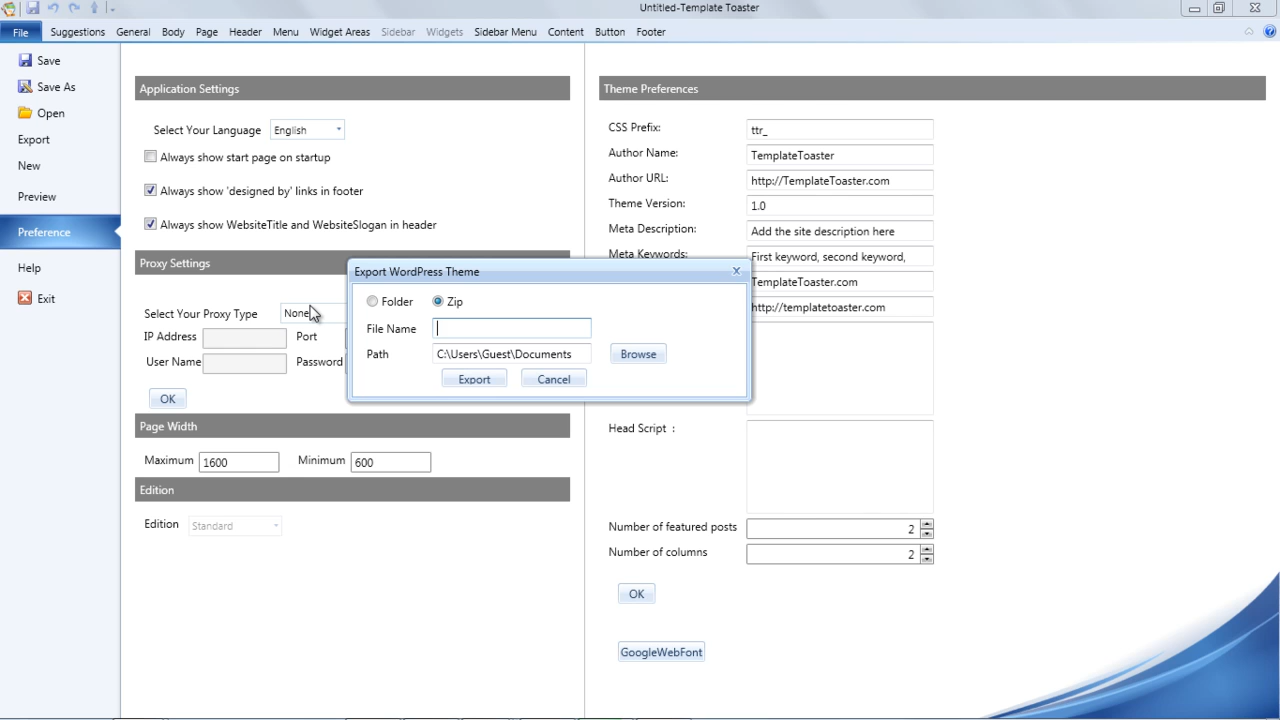 Untitled-Template Toaster
File Suggestions General Body Page Header Menu Widget Areas Sidebar Widgets Sidebar Menu Content Button Footer
Save
Save As
Open
Export
New
Preview
Preference
Help
Exit
Application Settings
Select Your Language English
Always show start page on startup
Always show 'designed by' links in footer
Always show WebsiteTitle and WebsiteSlogan in header
Proxy Settings
Select Your Proxy Type None
IP Address Port
User Name Password
OK
Page Width
Maximum 1600 Minimum 600
Edition
Edition Standard
Export WordPress Theme
Folder Zip
File Name
Path C:\Users\Guest\Documents Browse
Export Cancel
Theme Preferences
CSS Prefix: ttr_
Author Name: TemplateToaster
Author URL: http://TemplateToaster.com
Theme Version: 1.0
Meta Description: Add the site description here
Meta Keywords: First keyword, second keyword,
TemplateToaster.com
http://templatetoaster.com
Head Script :
Number of featured posts 2
Number of columns 2
OK
GoogleWebFont